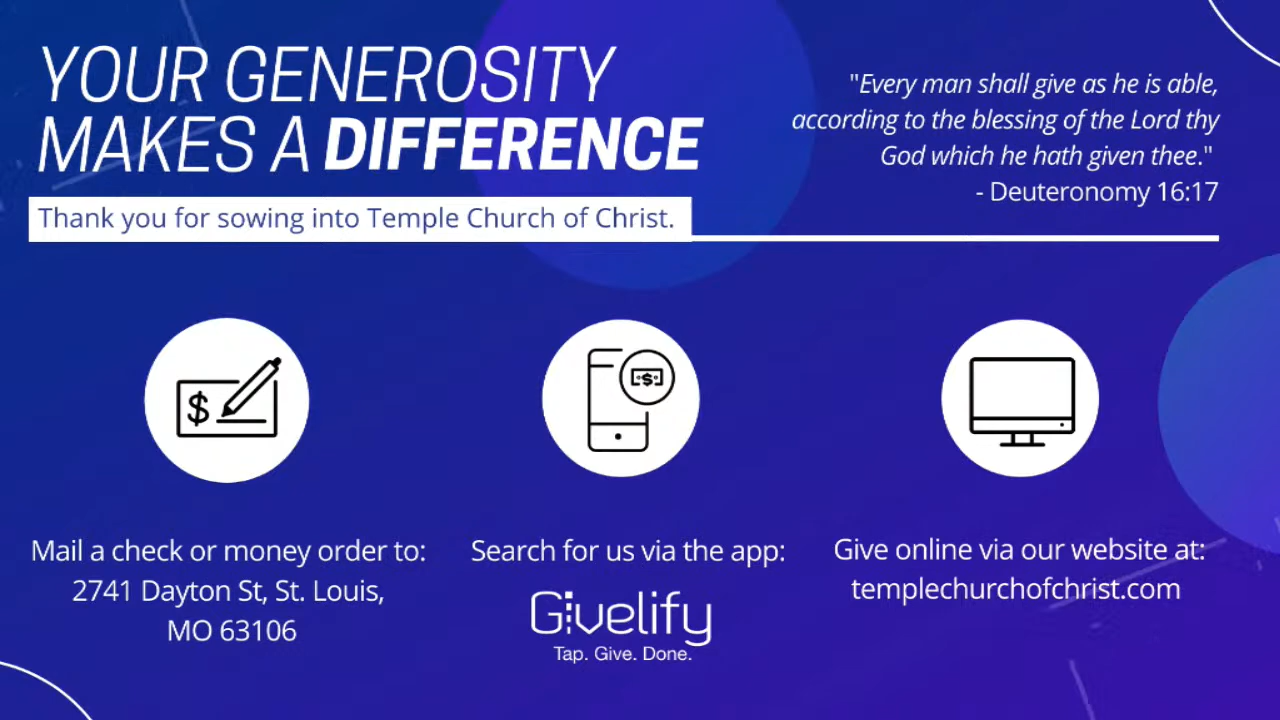 YOUR GENEROSITY
MAKES A DIFFERENCE
Thank you for sowing into Temple Church of Christ.
"Every man shall give as he is able,
according to the blessing of the Lord thy
God which he hath given thee."
- Deuteronomy 16:17
$
Mail a check or money order to:
2741 Dayton St, St. Louis,
MO 63106
$
Search for us via the app:
Givelify
Tap. Give. Done.
Give online via our website at:
templechurchofchrist.com